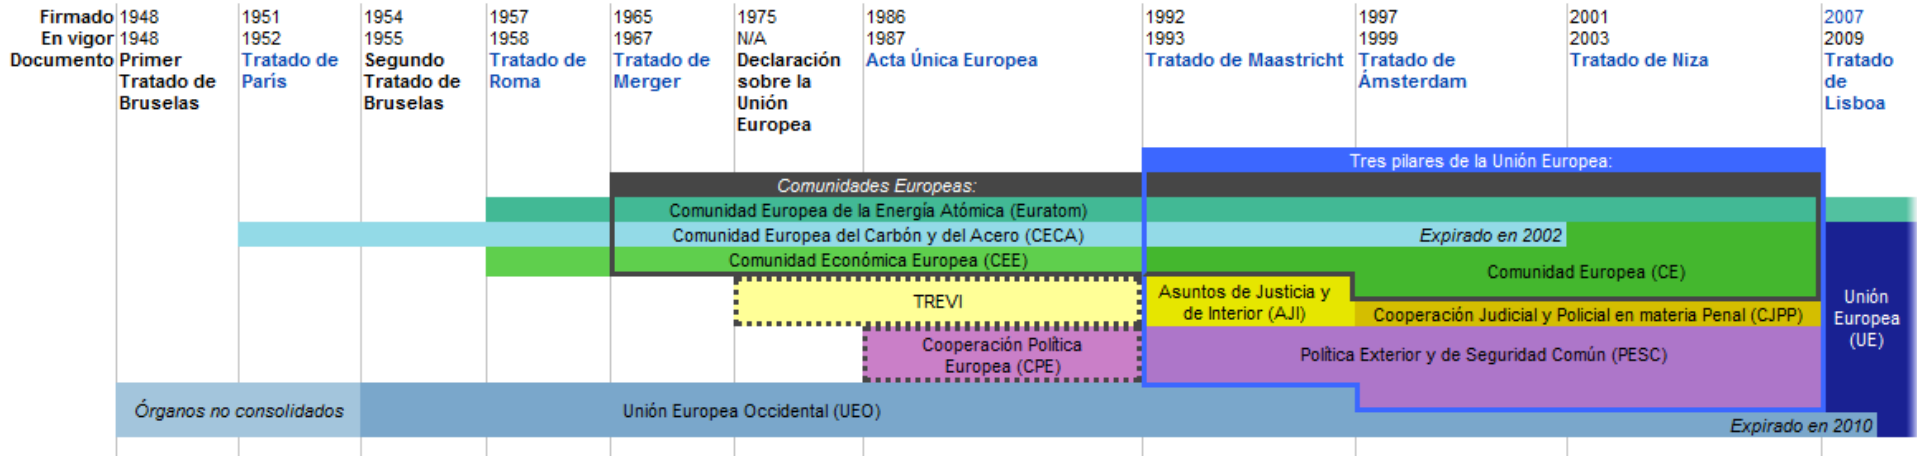 Firmado 1948 1951 1954 1957 1965 1975 1986 1992 1997 2001 2007
En vigor 1948 1952 1955 1958 1967 N/A 1987 1993 1999 2003 2009
Documento Primer Tratado de Bruselas
Tratado de París
Segundo Tratado de Bruselas
Tratado de Roma
Tratado de Merger
Declaración sobre la Unión Europea
Acta Única Europea
Tratado de Maastricht
Tratado de Ámsterdam
Tratado de Niza
Tratado de Lisboa
Tres pilares de la Unión Europea:
Comunidades Europeas:
Comunidad Europea de la Energía Atómica (Euratom)
Comunidad Europea del Carbón y del Acero (CECA)
Expirado en 2002
Comunidad Económica Europea (CEE)
Comunidad Europea (CE)
TREVI
Asuntos de Justicia y
de Interior (AJI)
Cooperación Judicial y Policial en materia Penal (CJPP)
Unión
Europea
(UE)
Cooperación Política
Europea (CPE)
Política Exterior y de Seguridad Común (PESC)
Órganos no consolidados
Unión Europea Occidental (UEO)
Expirado en 2010